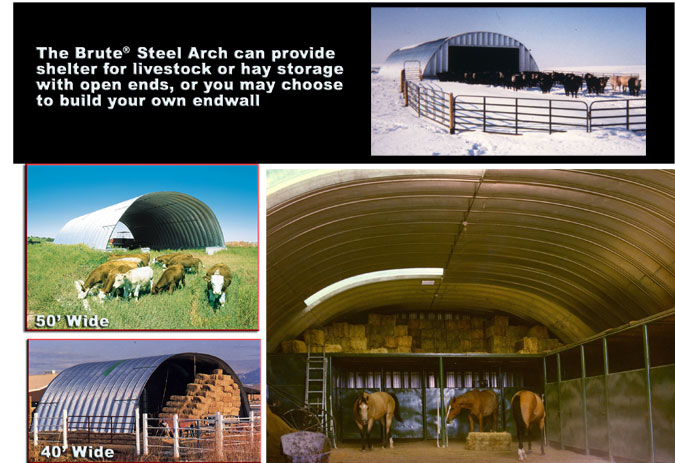 The Brute® Steel Arch can provide
shelter for livestock or hay storage
with open ends, or you may choose
to build your own endwall
50’ Wide
40’ Wide